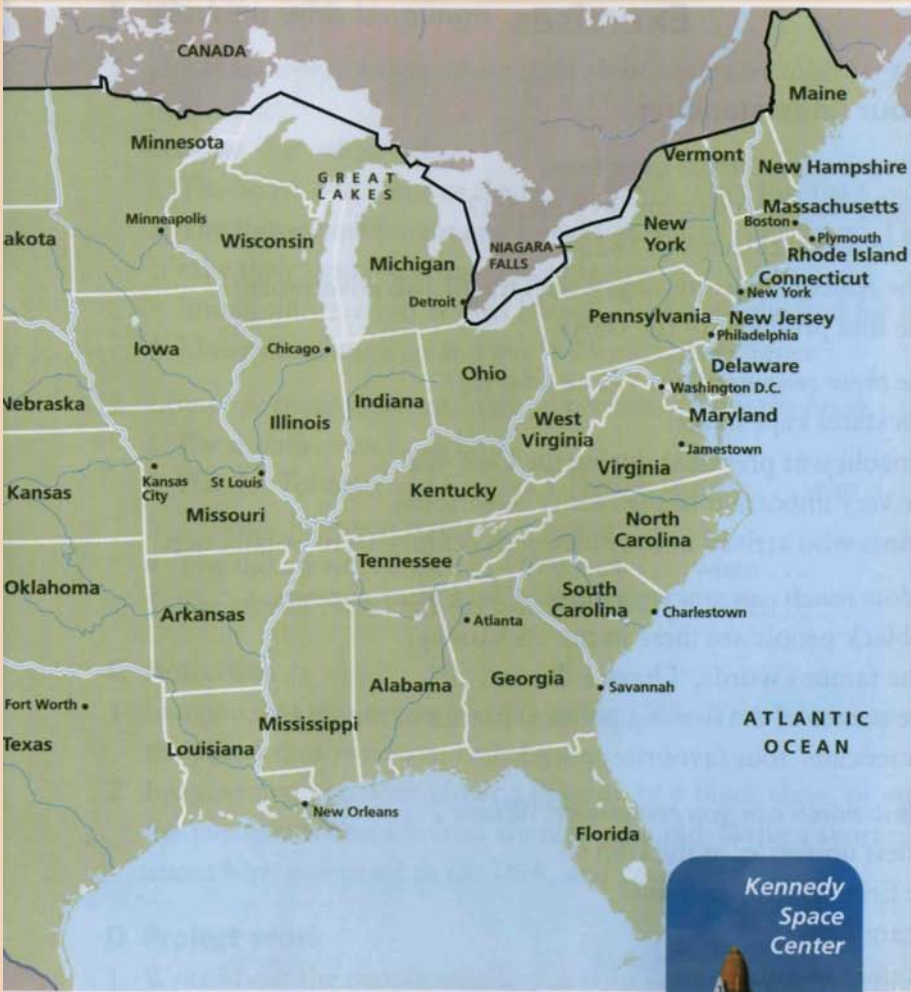 CANADA
Maine
Minnesota
Vermont
New Hampshire
GREAT
LAKES
Massachusetts
Minneapolis
Boston
akota
Wisconsin
New
York
Plymouth
NIAGARA
FALLS
Rhode Island
Michigan
Connecticut
New York
Detroit
Pennsylvania
New Jersey
Philadelphia
Iowa
Chicago
Delaware
Ohio
Washington D.C.
Nebraska
Indiana
Maryland
Illinois
West
Virginia
Jamestown
Virginia
Kansas
Kansas
City
St Louis
Kentucky
Missouri
North
Carolina
Tennessee
Oklahoma
South
Carolina
Arkansas
Charlestown
Atlanta
Alabama
Georgia
Savannah
Fort Worth
ATLANTIC
OCEAN
Mississippi
Texas
Louisiana
New Orleans
Florida
Kennedy
Space
Center